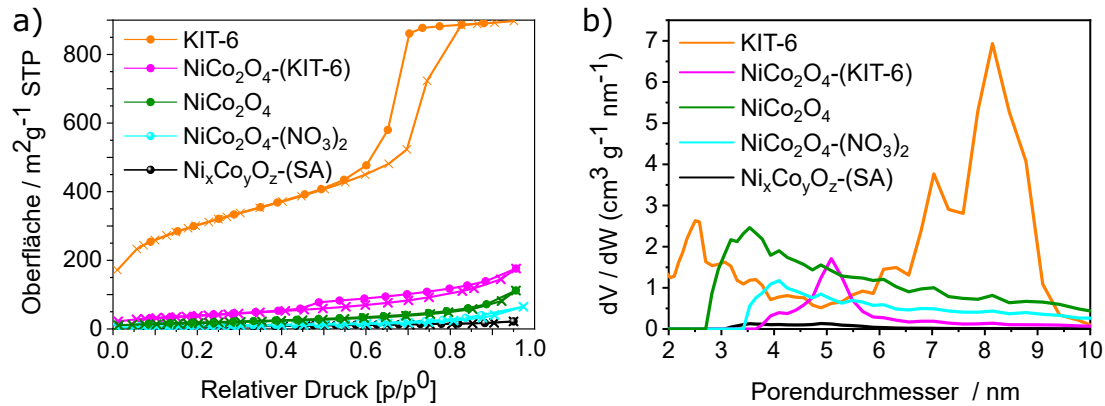 a)
Oberfläche / m²g⁻¹ STP
800
600
400
200
0
KIT-6
NiCo₂O₄-(KIT-6)
NiCo₂O₄
NiCo₂O₄-(NO₃)₂
NiₓCoᵧO_z-(SA)
0.0 0.2 0.4 0.6 0.8 1.0
Relativer Druck [p/p⁰]
b)
dV / dW (cm³ g⁻¹ nm⁻¹)
7
6
5
4
3
2
1
0
KIT-6
NiCo₂O₄-(KIT-6)
NiCo₂O₄
NiCo₂O₄-(NO₃)₂
NiₓCoᵧO_z-(SA)
2 3 4 5 6 7 8 9 10
Porendurchmesser / nm